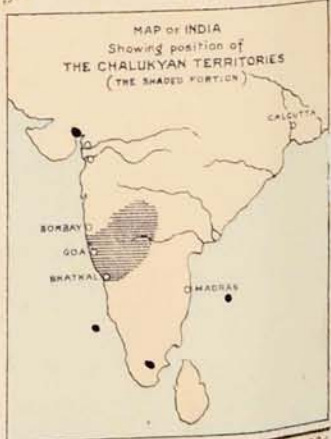 MAP OF INDIA
Showing position of
THE CHALUKYAN TERRITORIES
(THE SHADED PORTION)
CALCUTTA
BOMBAY
GOA
BHATKAL
MADRAS